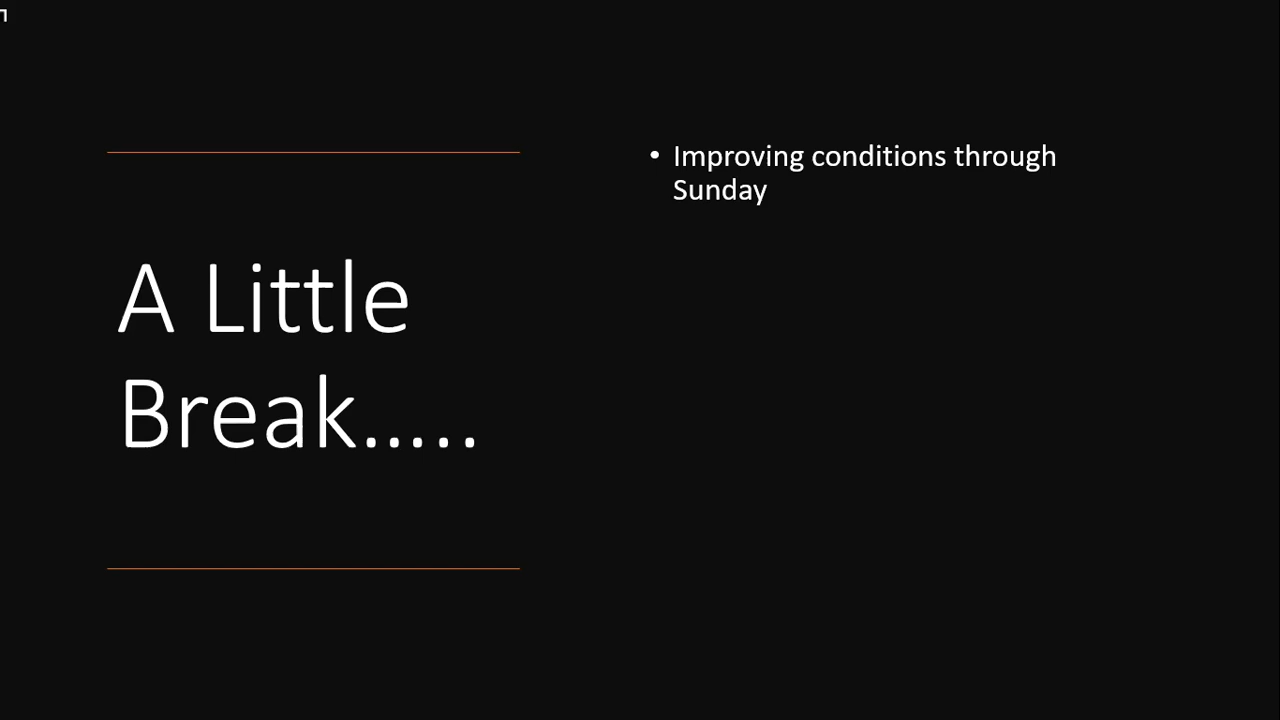 A Little
Break.....
• Improving conditions through
Sunday